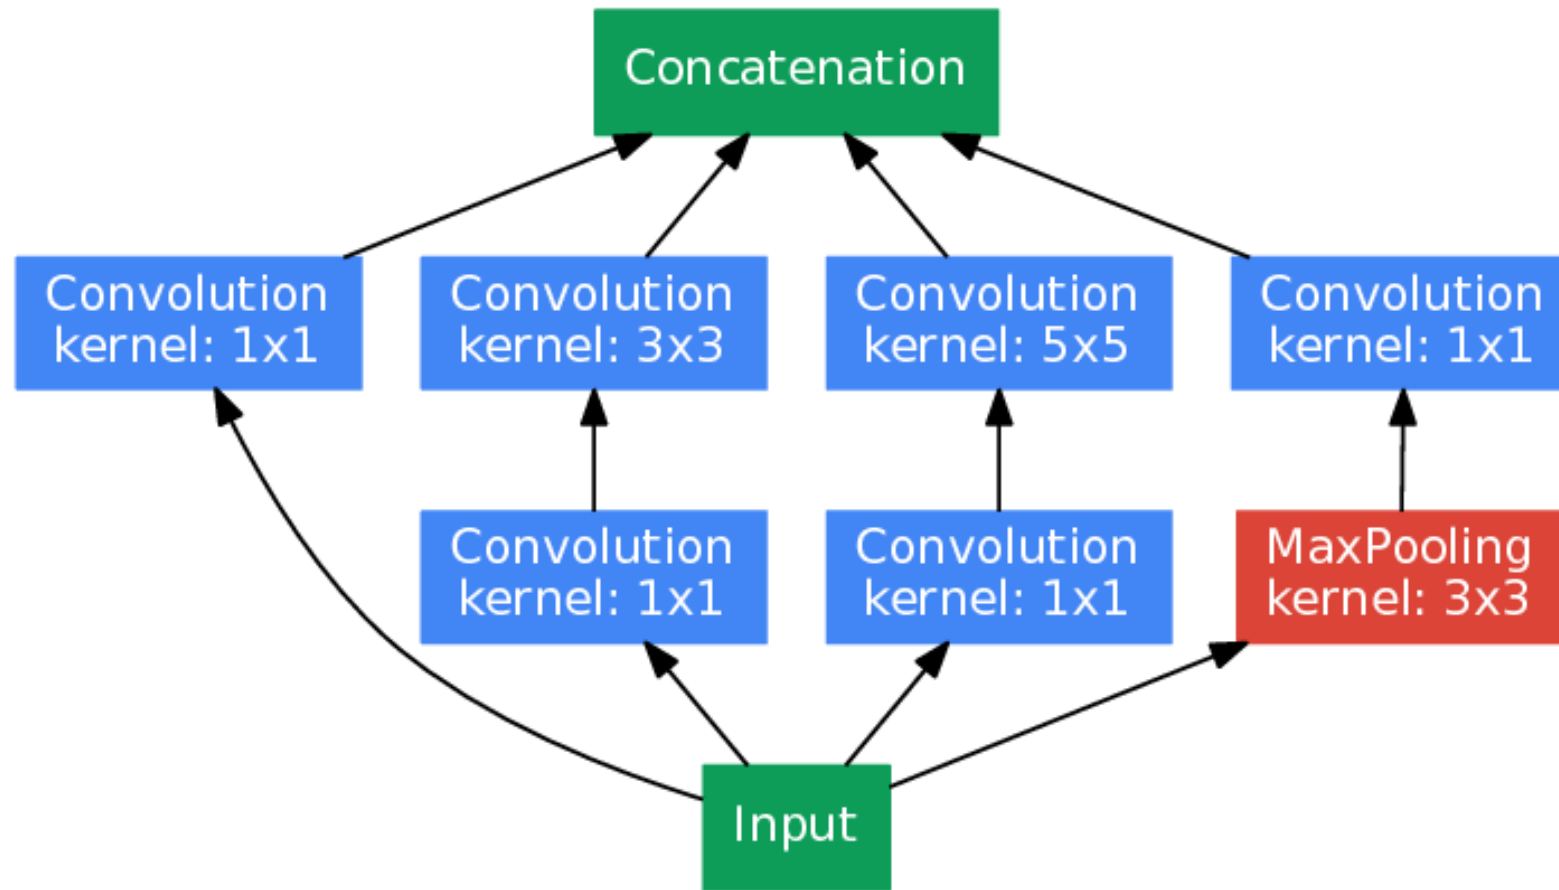 Concatenation
Convolution
kernel: 1x1
Convolution
kernel: 3x3
Convolution
kernel: 5x5
Convolution
kernel: 1x1
Convolution
kernel: 1x1
Convolution
kernel: 1x1
MaxPooling
kernel: 3x3
Input